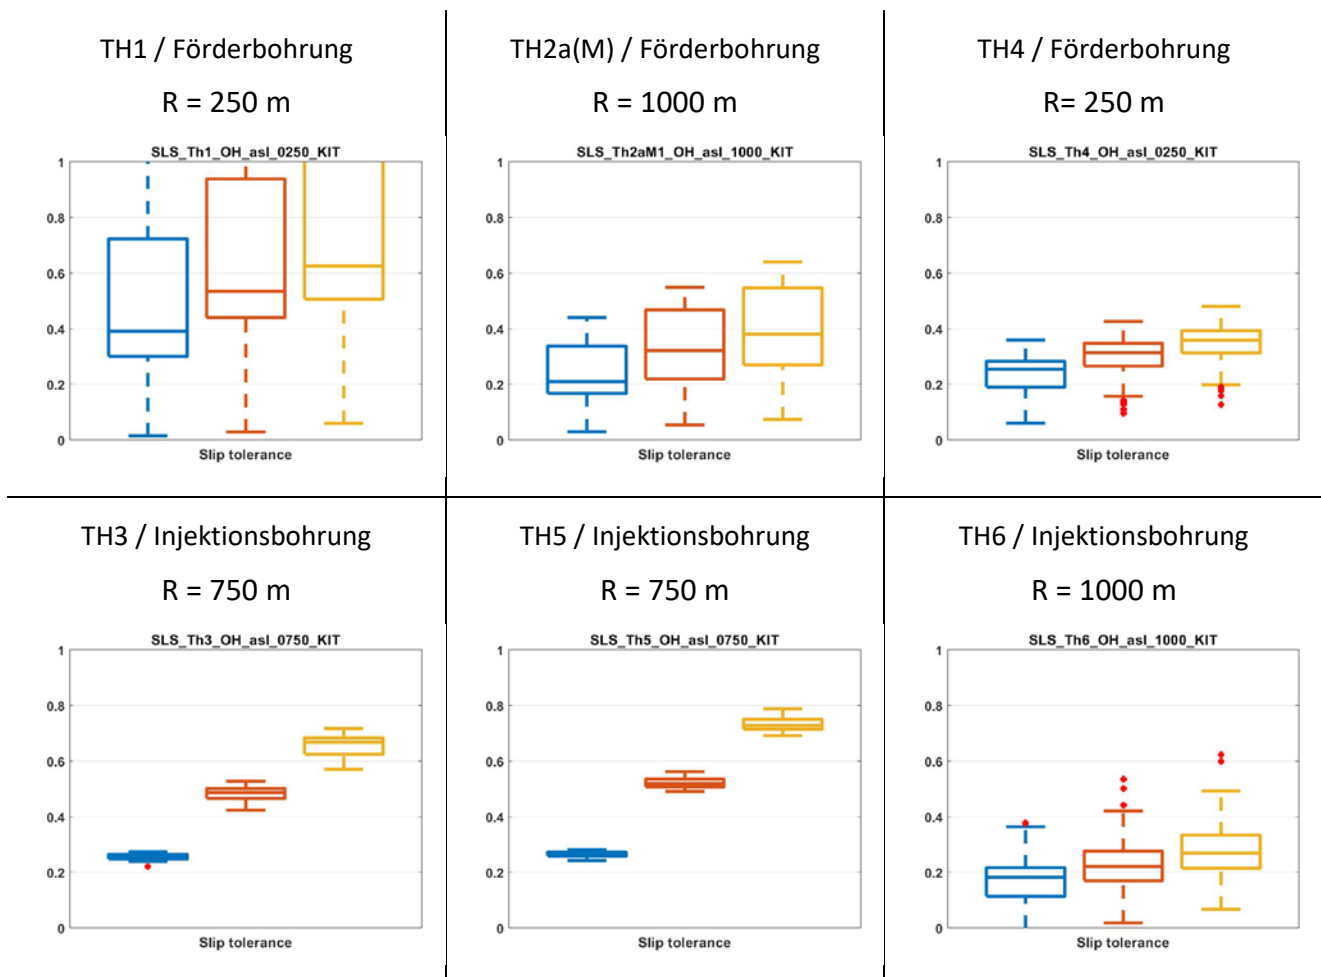 TH1 / Förderbohrung
R = 250 m
SLS_Th1_OH_asl_0250_KIT
1
0.8
0.6
0.4
0.2
0
Slip tolerance
TH2a(M) / Förderbohrung
R = 1000 m
SLS_Th2aM1_OH_asl_1000_KIT
1
0.8
0.6
0.4
0.2
0
Slip tolerance
TH4 / Förderbohrung
R= 250 m
SLS_Th4_OH_asl_0250_KIT
1
0.8
0.6
0.4
0.2
0
Slip tolerance
TH3 / Injektionsbohrung
R = 750 m
SLS_Th3_OH_asl_0750_KIT
1
0.8
0.6
0.4
0.2
0
Slip tolerance
TH5 / Injektionsbohrung
R = 750 m
SLS_Th5_OH_asl_0750_KIT
1
0.8
0.6
0.4
0.2
0
Slip tolerance
TH6 / Injektionsbohrung
R = 1000 m
SLS_Th6_OH_asl_1000_KIT
1
0.8
0.6
0.4
0.2
0
Slip tolerance